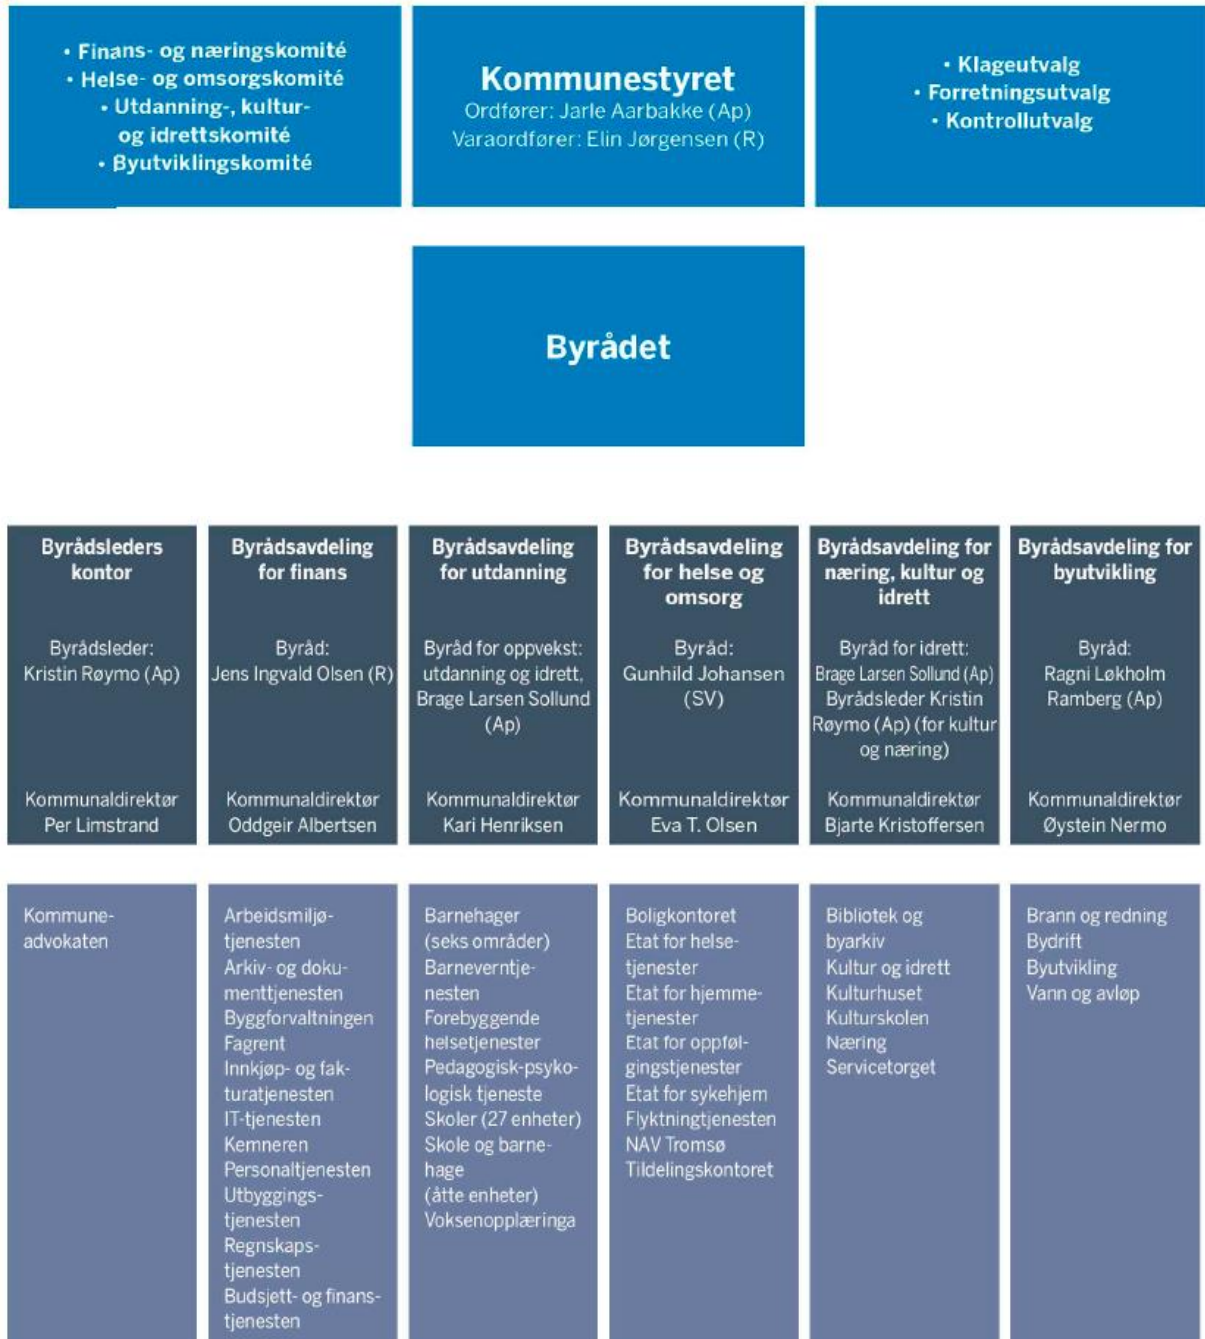 • Finans- og næringskomité
• Helse- og omsorgskomité
• Utdanning-, kultur-
og idrettskomité
• Byutviklingskomité
Kommunestyret
Ordfører: Jarle Aarbakke (Ap)
Varaordfører: Elin Jørgensen (R)
• Klageutvalg
• Forretningsutvalg
• Kontrollutvalg
Byrådet
Byrådsleders
kontor
Byrådsleder:
Kristin Røymo (Ap)
Kommunaldirektør
Per Limstrand
Byrådsavdeling
for finans
Byråd:
Jens Ingvald Olsen (R)
Kommunaldirektør
Oddgeir Albertsen
Byrådsavdeling
for utdanning
Byråd for oppvekst:
utdanning og idrett,
Brage Larsen Sollund
(Ap)
Kommunaldirektør
Kari Henriksen
Byrådsavdeling
for helse og
omsorg
Byråd:
Gunhild Johansen
(SV)
Kommunaldirektør
Eva T. Olsen
Byrådsavdeling for
næring, kultur og
idrett
Byråd for idrett:
Brage Larsen Sollund (Ap)
Byrådsleder Kristin
Røymo (Ap) (for kultur
og næring)
Kommunaldirektør
Bjarte Kristoffersen
Byrådsavdeling for
byutvikling
Byråd:
Ragni Løkholm
Ramberg (Ap)
Kommunaldirektør
Øystein Nermo
Kommune-
advokaten
Arbeidsmiljø-
tjenesten
Arkiv- og doku-
menttjenesten
Byggforvaltningen
Fagrent
Innkjøp- og fak-
turatjenesten
IT-tjenesten
Kemneren
Personaltjenesten
Utbyggings-
tjenesten
Regnskaps-
tjenesten
Budsjett- og finans-
tjenesten
Barnehager
(seks områder)
Barneverntje-
nesten
Forebyggende
helsetjenester
Pedagogisk-psyko-
logisk tjeneste
Skoler (27 enheter)
Skole og barne-
hage
(åtte enheter)
Voksenopplæringa
Boligkontoret
Etat for helse-
tjenester
Etat for hjemme-
tjenester
Etat for oppføl-
gingstjenester
Etat for sykehjem
Flyktningtjenesten
NAV Tromsø
Tildelingskontoret
Bibliotek og
byarkiv
Kultur og idrett
Kulturhuset
Kulturskolen
Næring
Servicetorget
Brann og redning
Bydrift
Byutvikling
Vann og avløp